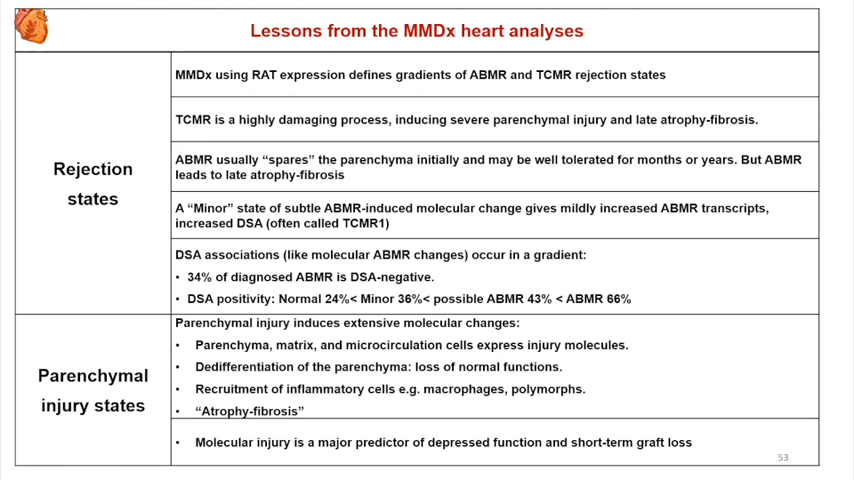 Lessons from the MMDx heart analyses
Rejection
states
MMDx using RAT expression defines gradients of ABMR and TCMR rejection states
TCMR is a highly damaging process, inducing severe parenchymal injury and late atrophy-fibrosis.
ABMR usually “spares” the parenchyma initially and may be well tolerated for months or years. But ABMR
leads to late atrophy-fibrosis
A “Minor” state of subtle ABMR-induced molecular change gives mildly increased ABMR transcripts,
increased DSA (often called TCMR1)
DSA associations (like molecular ABMR changes) occur in a gradient:
• 34% of diagnosed ABMR is DSA-negative.
• DSA positivity: Normal 24%< Minor 36%< possible ABMR 43% < ABMR 66%
Parenchymal
injury states
Parenchymal injury induces extensive molecular changes:
• Parenchyma, matrix, and microcirculation cells express injury molecules.
• Dedifferentiation of the parenchyma: loss of normal functions.
• Recruitment of inflammatory cells e.g. macrophages, polymorphs.
• “Atrophy-fibrosis”
• Molecular injury is a major predictor of depressed function and short-term graft loss
53